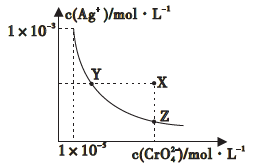 c(Ag⁺)/mol·L⁻¹
1×10⁻³
Y
X
Z
c(CrO₄²⁻)/mol·L⁻¹
1×10⁻⁵